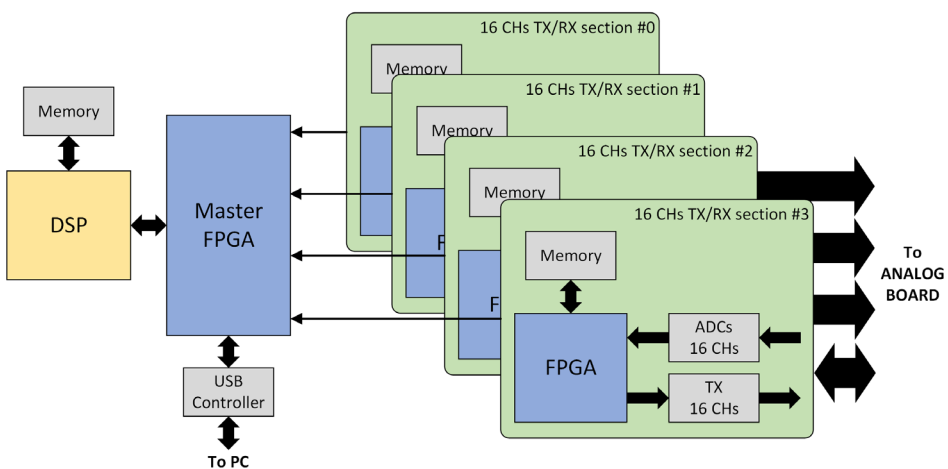 16 CHs TX/RX section #0
Memory
16 CHs TX/RX section #1
Memory
16 CHs TX/RX section #2
Memory
16 CHs TX/RX section #3
Memory
Memory
DSP
Master
FPGA
F
F
FPGA
ADCs
16 CHs
TX
16 CHs
To
ANALOG
BOARD
USB
Controller
To PC